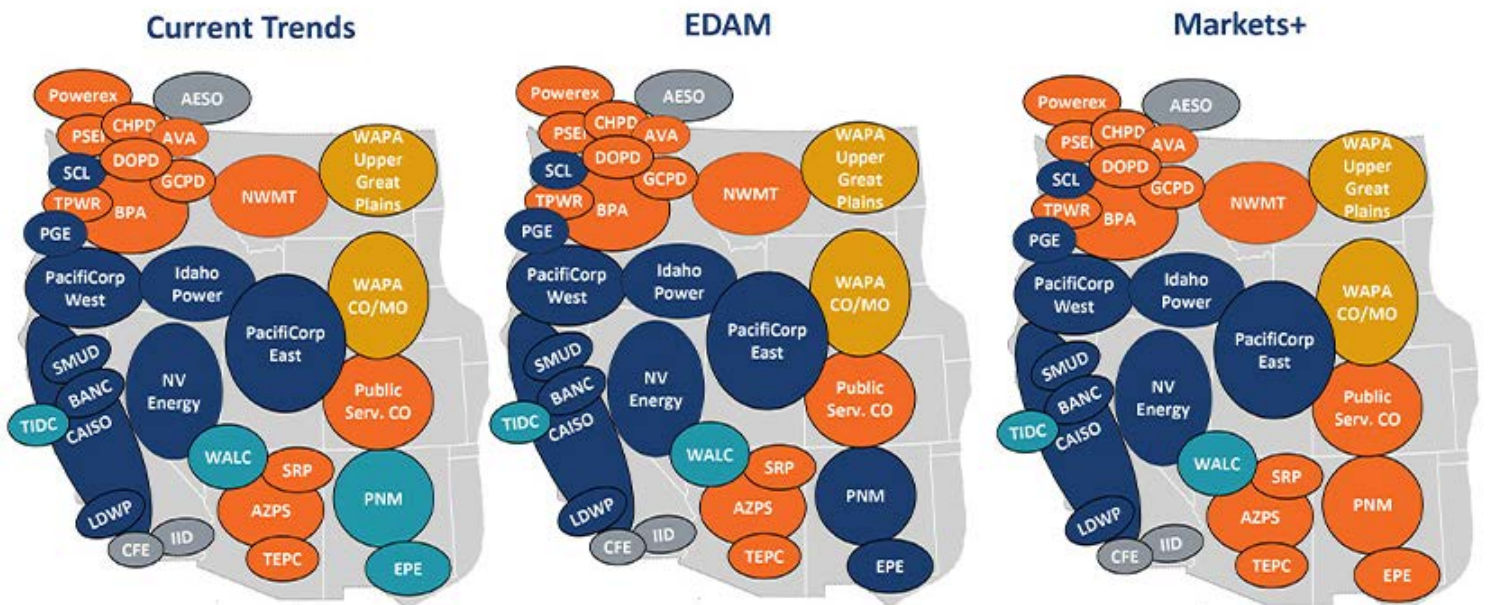 Current Trends
Powerex
AESO
CHPD
PSEI
AVA
DOPD
SCL
GCPD
TPWR
BPA
NWMT
WAPA
Upper
Great
Plains
PGE
PacifiCorp
West
Idaho
Power
WAPA
CO/MO
PacifiCorp
East
SMUD
BANC
NV
Energy
TIDC
CAISO
Public
Serv. CO
WALC
SRP
PNM
LDWP
AZPS
CFE
IID
TEPC
EPE
EDAM
Powerex
AESO
CHPD
PSEI
AVA
DOPD
SCL
GCPD
TPWR
BPA
NWMT
WAPA
Upper
Great
Plains
PGE
PacifiCorp
West
Idaho
Power
WAPA
CO/MO
PacifiCorp
East
SMUD
BANC
NV
Energy
TIDC
CAISO
Public
Serv. CO
WALC
SRP
PNM
LDWP
AZPS
CFE
IID
TEPC
EPE
Markets+
Powerex
AESO
CHPD
PSEI
AVA
DOPD
SCL
GCPD
TPWR
BPA
NWMT
WAPA
Upper
Great
Plains
PGE
PacifiCorp
West
Idaho
Power
WAPA
CO/MO
PacifiCorp
East
SMUD
BANC
NV
Energy
TIDC
CAISO
Public
Serv. CO
WALC
SRP
PNM
LDWP
AZPS
CFE
IID
TEPC
EPE